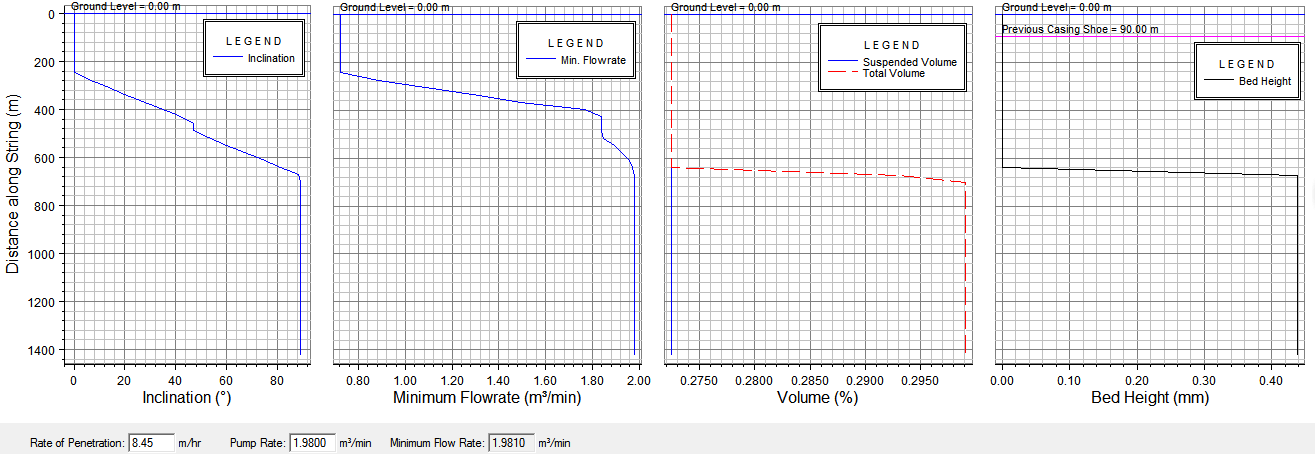 Ground Level = 0.00 m
Ground Level = 0.00 m
Ground Level = 0.00 m
Ground Level = 0.00 m
Previous Casing Shoe = 90.00 m
L E G E N D
Inclination
L E G E N D
Min. Flowrate
L E G E N D
Suspended Volume
Total Volume
L E G E N D
Bed Height
Distance along String (m)
0
200
400
600
800
1000
1200
1400
0 20 40 60 80
0.80 1.00 1.20 1.40 1.60 1.80 2.00
0.2750 0.2800 0.2850 0.2900 0.2950
0.00 0.10 0.20 0.30 0.40
Inclination (°)
Minimum Flowrate (m³/min)
Volume (%)
Bed Height (mm)
Rate of Penetration: 8.45 m/hr Pump Rate: 1.9800 m³/min Minimum Flow Rate: 1.9810 m³/min